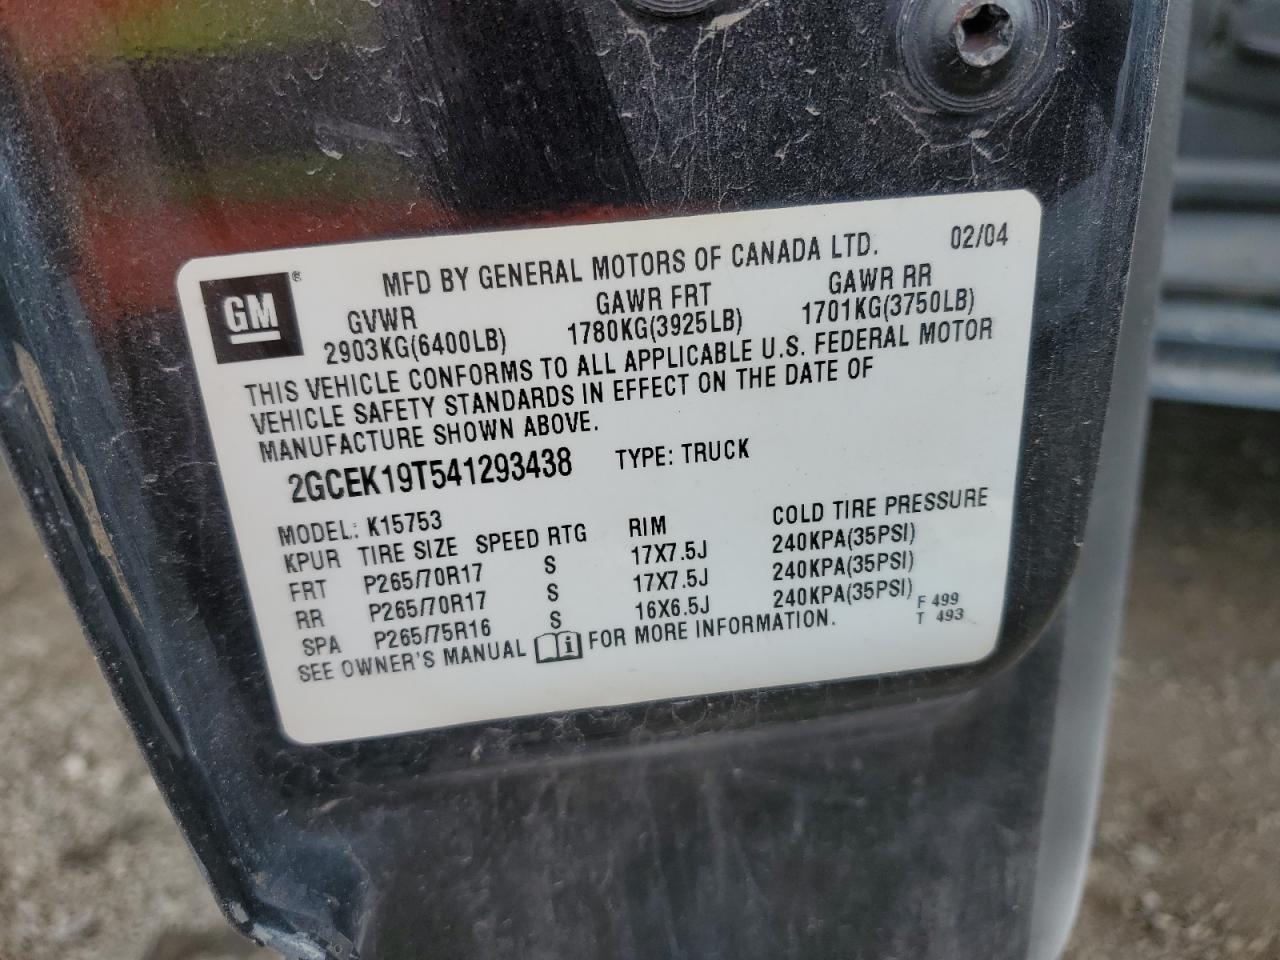 MFD BY GENERAL MOTORS OF CANADA LTD. 02/04
GM ®
GVWR GAWR FRT GAWR RR
2903KG(6400LB) 1780KG(3925LB) 1701KG(3750LB)
THIS VEHICLE CONFORMS TO ALL APPLICABLE U.S. FEDERAL MOTOR
VEHICLE SAFETY STANDARDS IN EFFECT ON THE DATE OF
MANUFACTURE SHOWN ABOVE.
2GCEK19T541293438 TYPE: TRUCK
MODEL: K15753
KPUR TIRE SIZE SPEED RTG RIM COLD TIRE PRESSURE
FRT P265/70R17 S 17X7.5J 240KPA(35PSI)
RR P265/70R17 S 17X7.5J 240KPA(35PSI)
SPA P265/75R16 S 16X6.5J 240KPA(35PSI)
SEE OWNER'S MANUAL i FOR MORE INFORMATION.
F 499
T 493